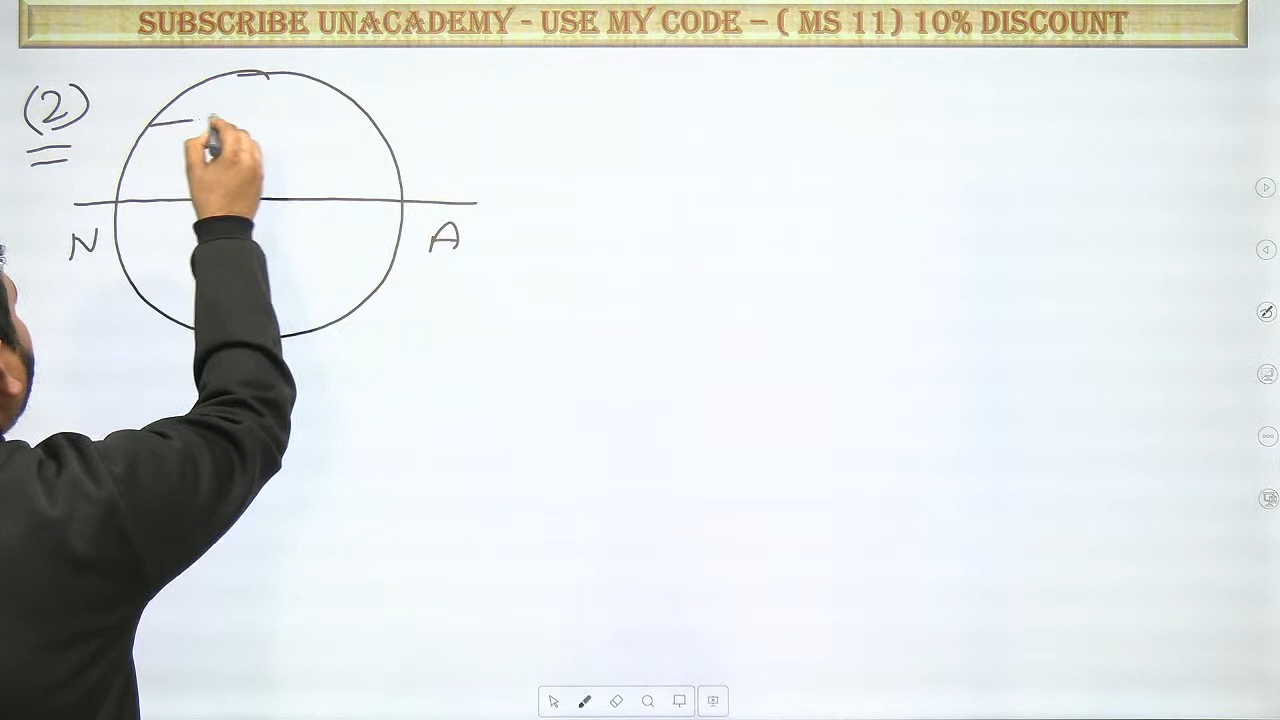 SUBSCRIBE UNACADEMY - USE MY CODE – ( MS 11) 10% DISCOUNT
(2)
N A